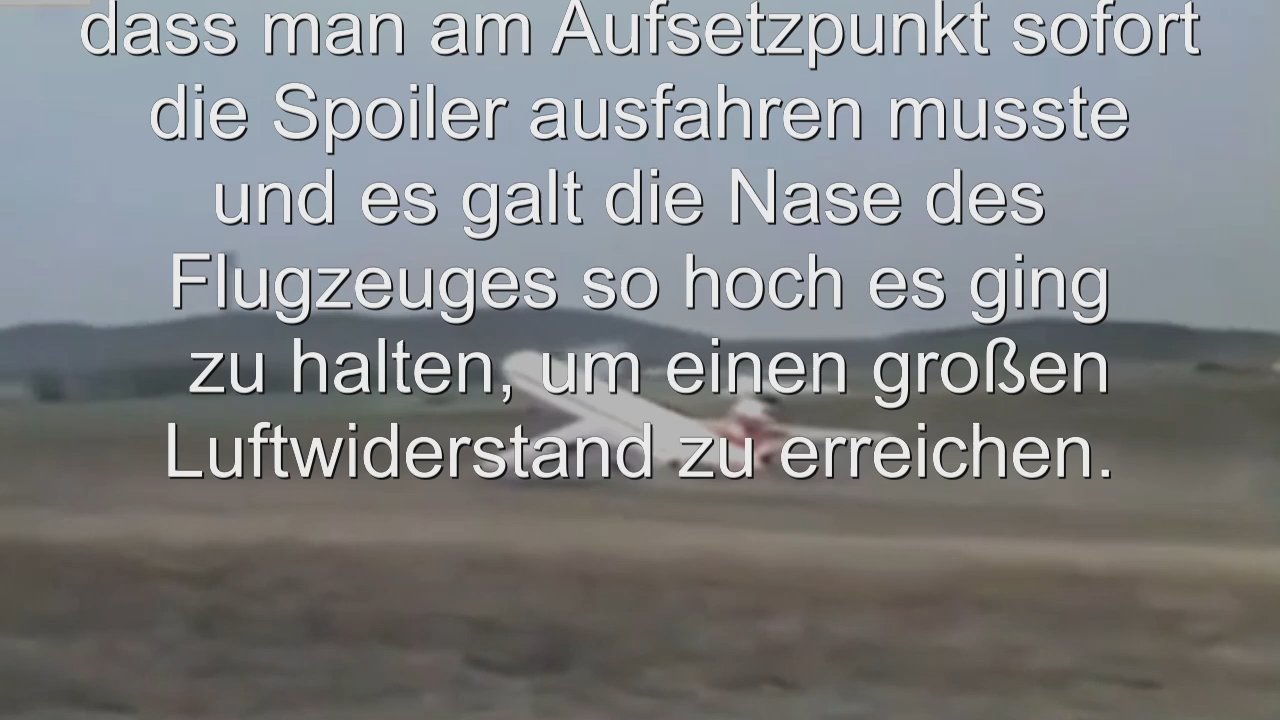 dass man am Aufsetzpunkt sofort
die Spoiler ausfahren musste
und es galt die Nase des
Flugzeuges so hoch es ging
zu halten, um einen großen
Luftwiderstand zu erreichen.